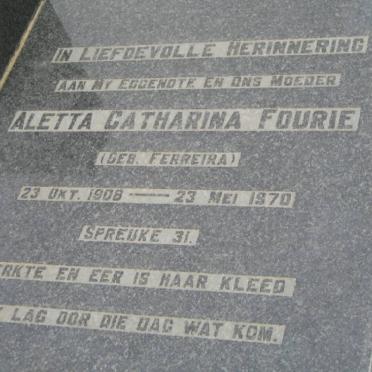 IN LIEFDEVOLLE HERINNERING
AAN MY EGGENOTE EN ONS MOEDER
ALETTA CATHARINA FOURIE
(GEB. FERREIRA)
23 OKT. 1908 — 23 MEI 1970
SPREUKE 31.
ERKTE EN EER IS HAAR KLEED
LAG OOR DIE DAG WAT KOM.